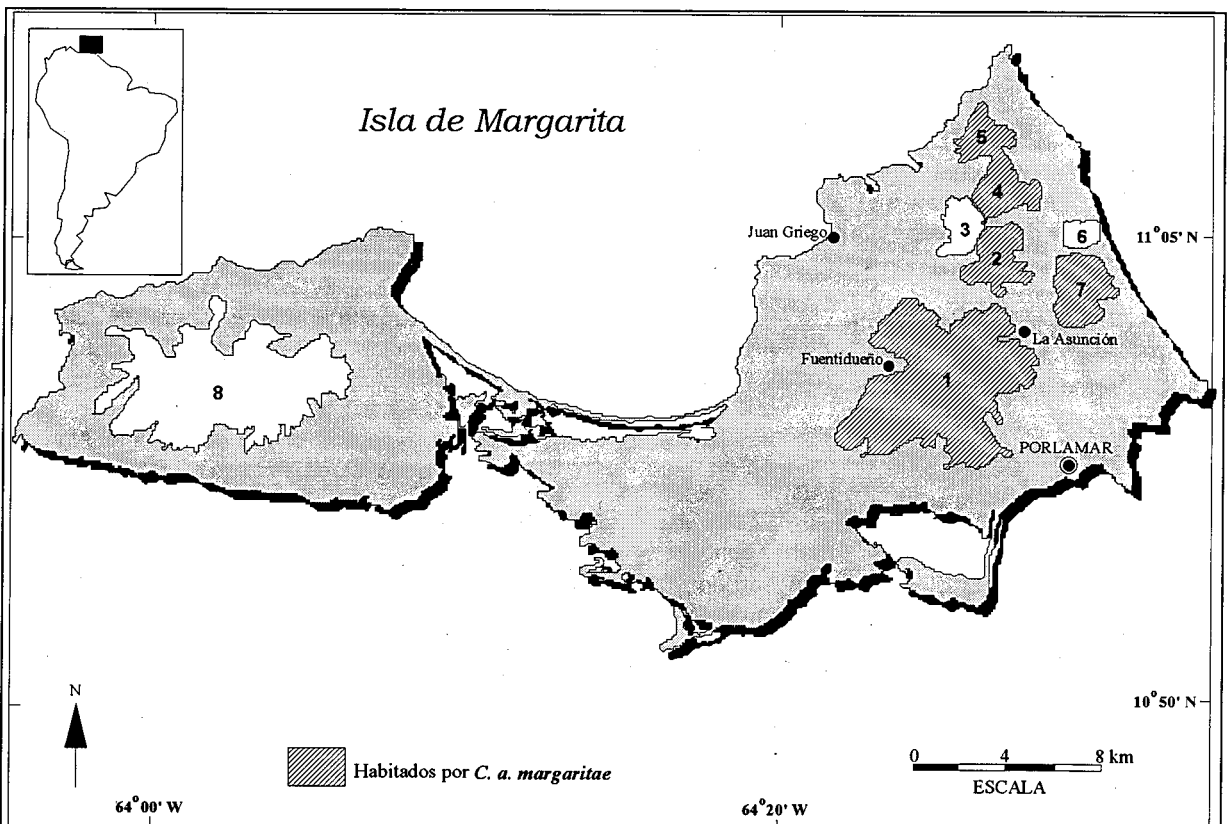 Isla de Margarita
5
4
3
Juan Griego
6
11°05' N
2
7
La Asunción
Fuentidueño
1
8
PORLAMAR
N
10°50' N
Habitados por C. a. margaritae
0 4 8 km
ESCALA
64°00' W
64°20' W